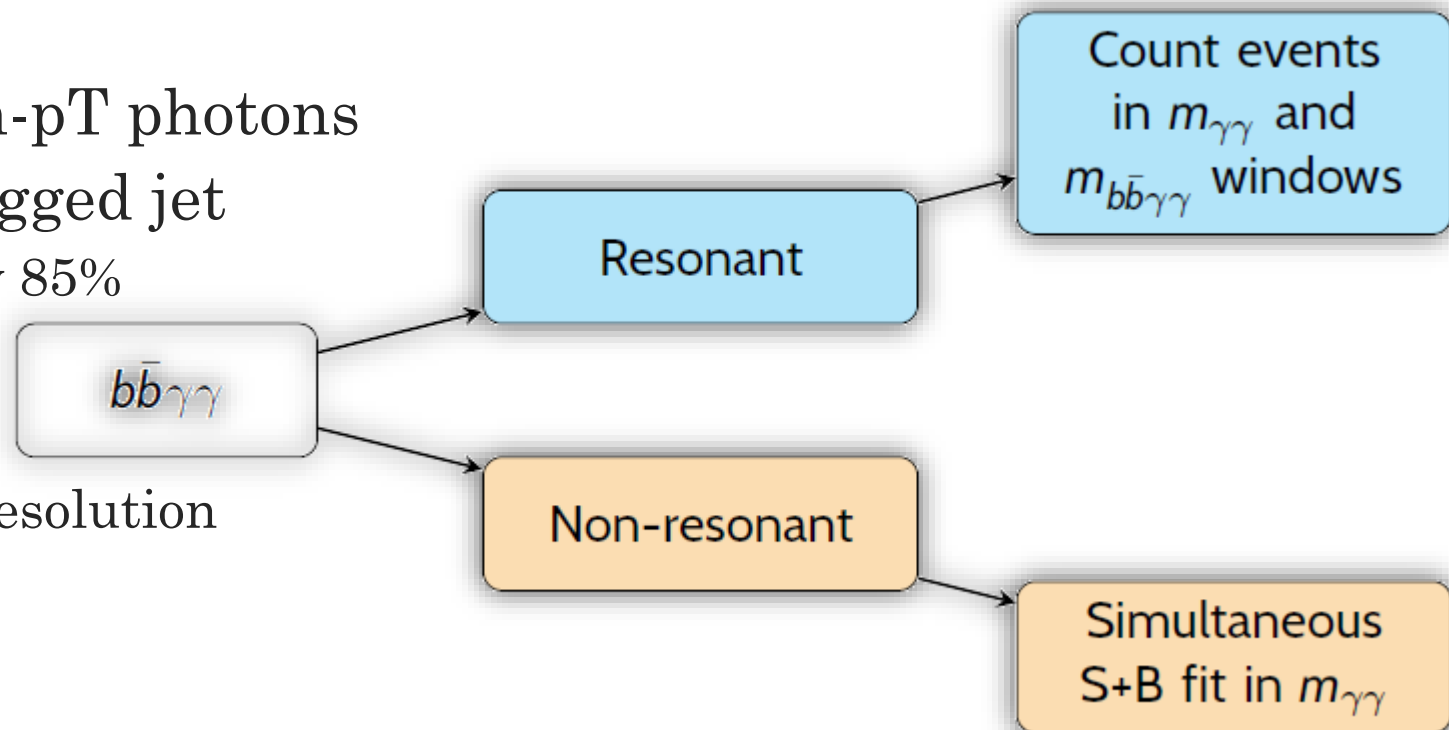 -pT photons
gged jet
85%
esolution
bb̄γγ
Resonant
Non-resonant
Count events
in mγγ and
mbb̄γγ windows
Simultaneous
S+B fit in mγγ